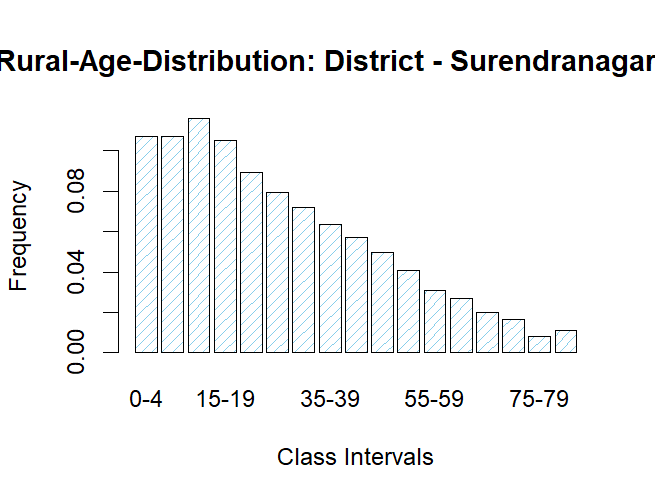 Rural-Age-Distribution: District - Surendranagar
Frequency
0.08
0.04
0.00
0-4 15-19 35-39 55-59 75-79
Class Intervals